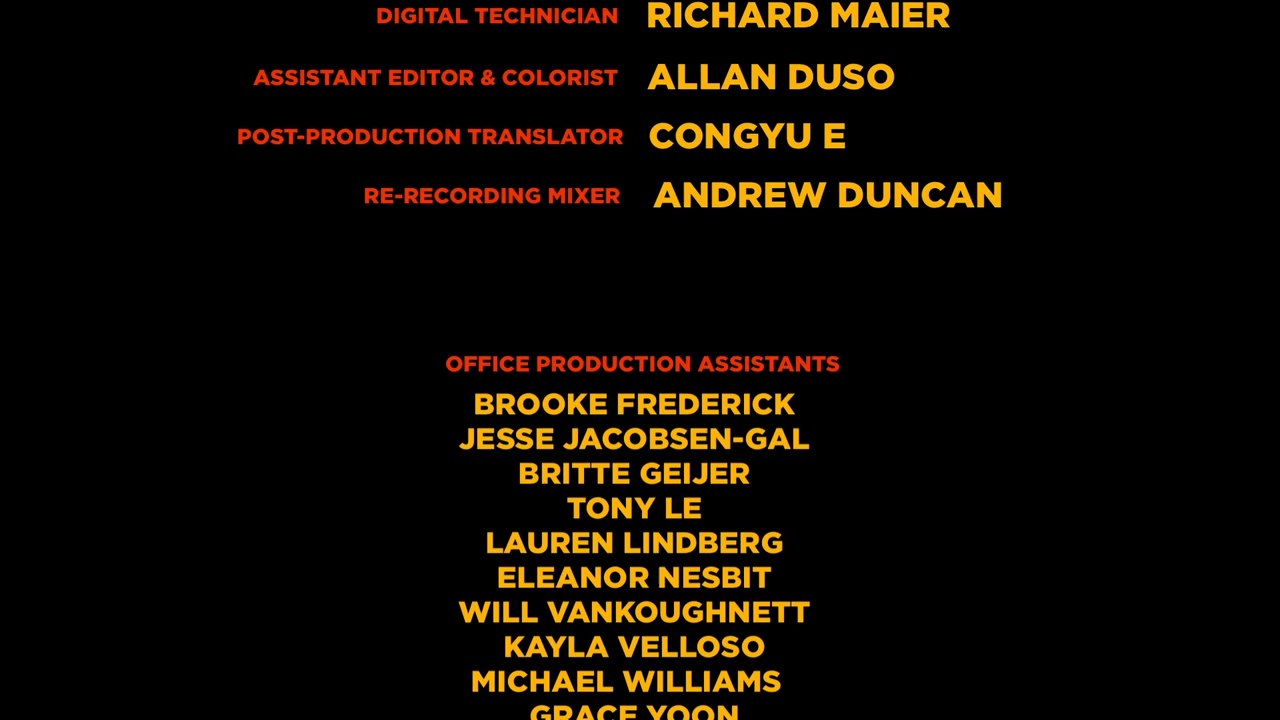 DIGITAL TECHNICIAN RICHARD MAIER
ASSISTANT EDITOR & COLORIST ALLAN DUSO
POST-PRODUCTION TRANSLATOR CONGYU E
RE-RECORDING MIXER ANDREW DUNCAN
OFFICE PRODUCTION ASSISTANTS
BROOKE FREDERICK
JESSE JACOBSEN-GAL
BRITTE GEIJER
TONY LE
LAUREN LINDBERG
ELEANOR NESBIT
WILL VANKOUGHNETT
KAYLA VELLOSO
MICHAEL WILLIAMS
GRACE YOON